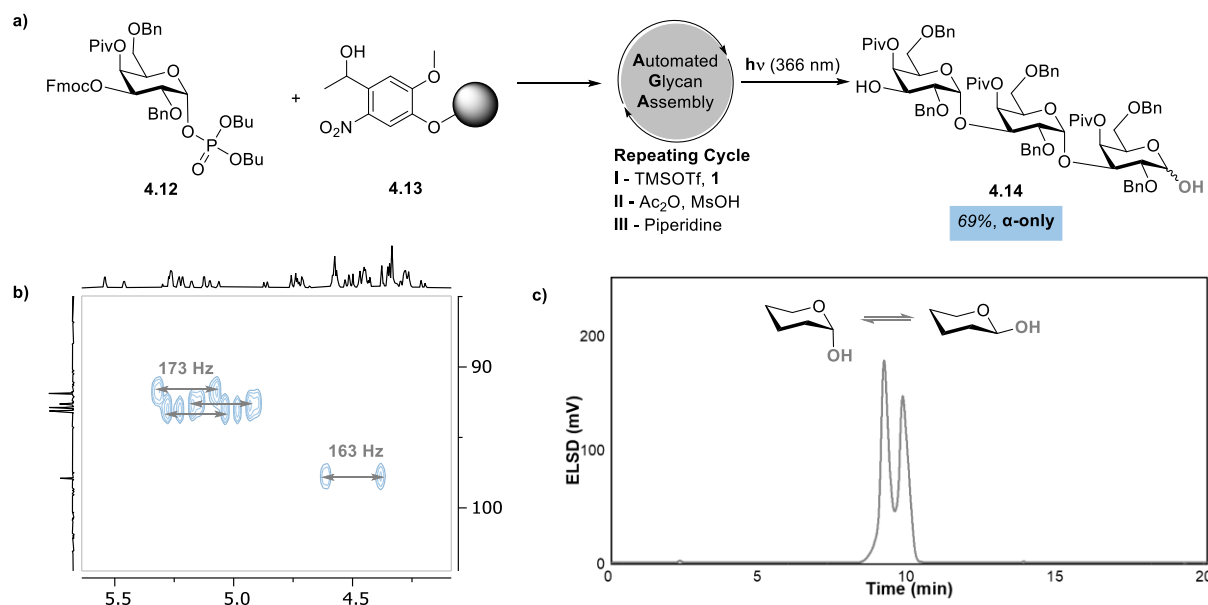 a)
OBn
PivO
O
FmocO
BnO
O
OBu
P
O
OBu
4.12
+
OH
O
NO2
O
4.13
Automated
Glycan
Assembly
Repeating Cycle
I - TMSOTf, 1
II - Ac2O, MsOH
III - Piperidine
hν (366 nm)
PivO
OBn
O
HO
BnO
O
PivO
OBn
O
BnO
O
PivO
OBn
O
BnO
OH
4.14
69%, α-only
b)
173 Hz
163 Hz
90
100
5.5
5.0
4.5
c)
O
OH
O
OH
ELSD (mV)
200
100
0
0
5
10
15
20
Time (min)